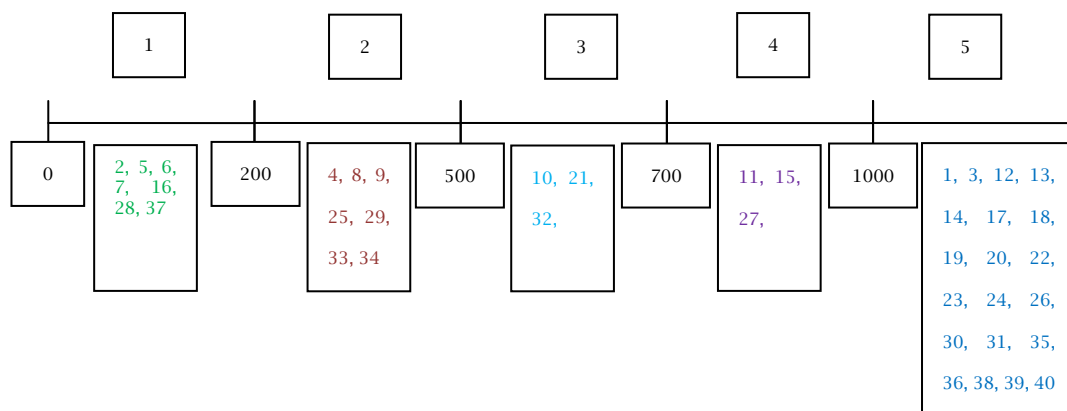 1
2
3
4
5
0
2, 5, 6,
7, 16,
28, 37
200
4, 8, 9,
25, 29,
33, 34
500
10, 21,
32,
700
11, 15,
27,
1000
1, 3, 12, 13,
14, 17, 18,
19, 20, 22,
23, 24, 26,
30, 31, 35,
36, 38, 39, 40